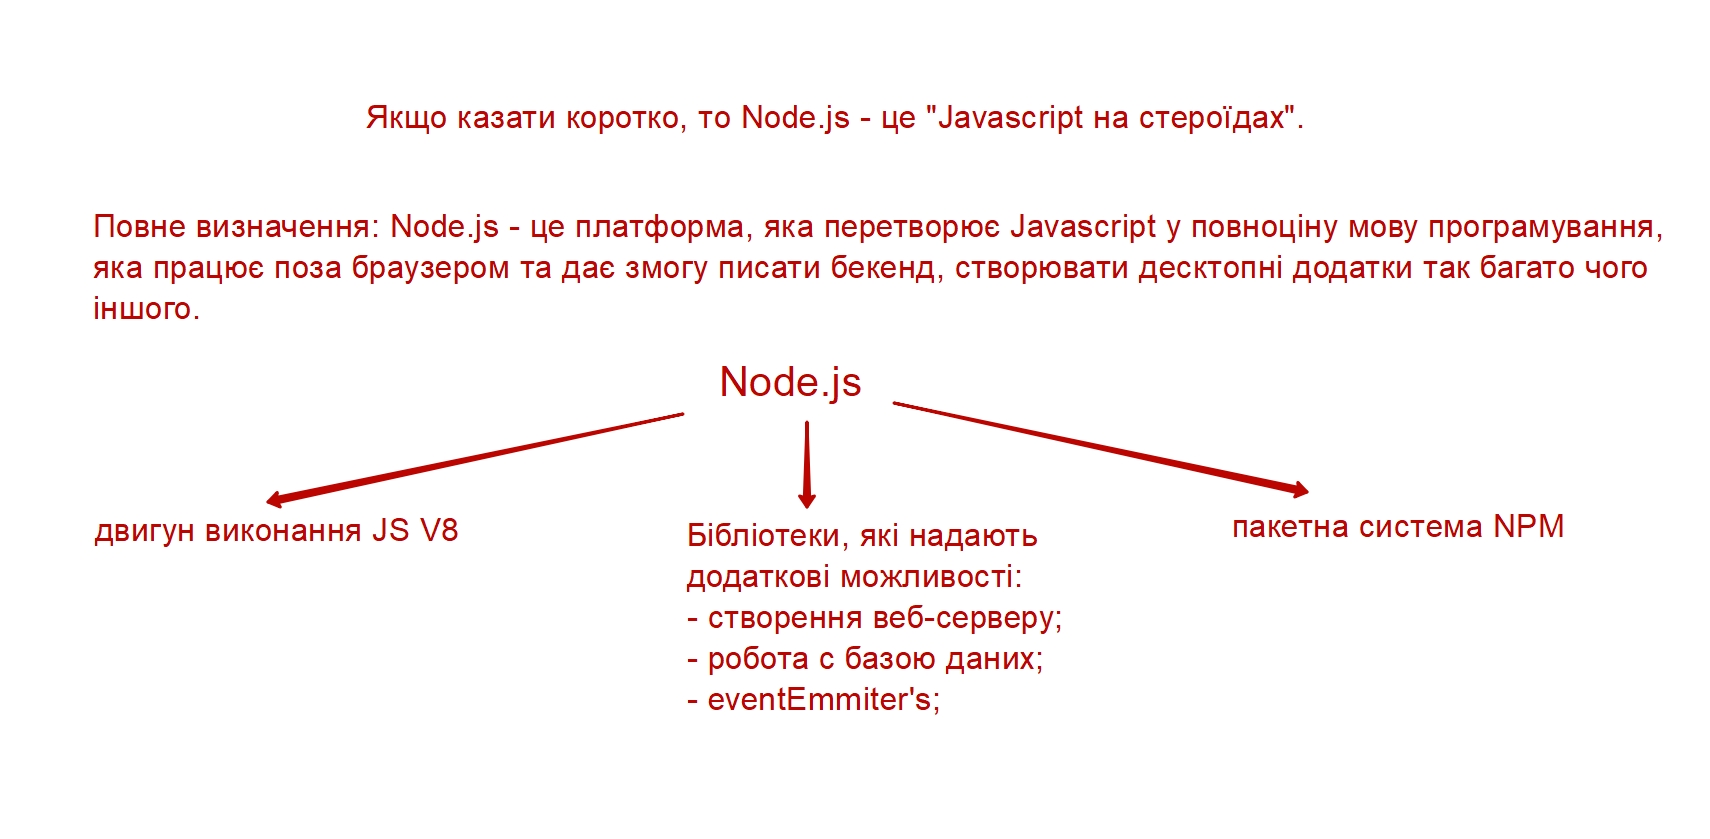 Якщо казати коротко, то Node.js - це "Javascript на стероїдах".
Повне визначення: Node.js - це платформа, яка перетворює Javascript у повноціну мову програмування,
яка працює поза браузером та дає змогу писати бекенд, створювати десктопні додатки так багато чого
іншого.
Node.js
двигун виконання JS V8
Бібліотеки, які надають
додаткові можливості:
- створення веб-серверу;
- робота с базою даних;
- eventEmmiter's;
пакетна система NPM